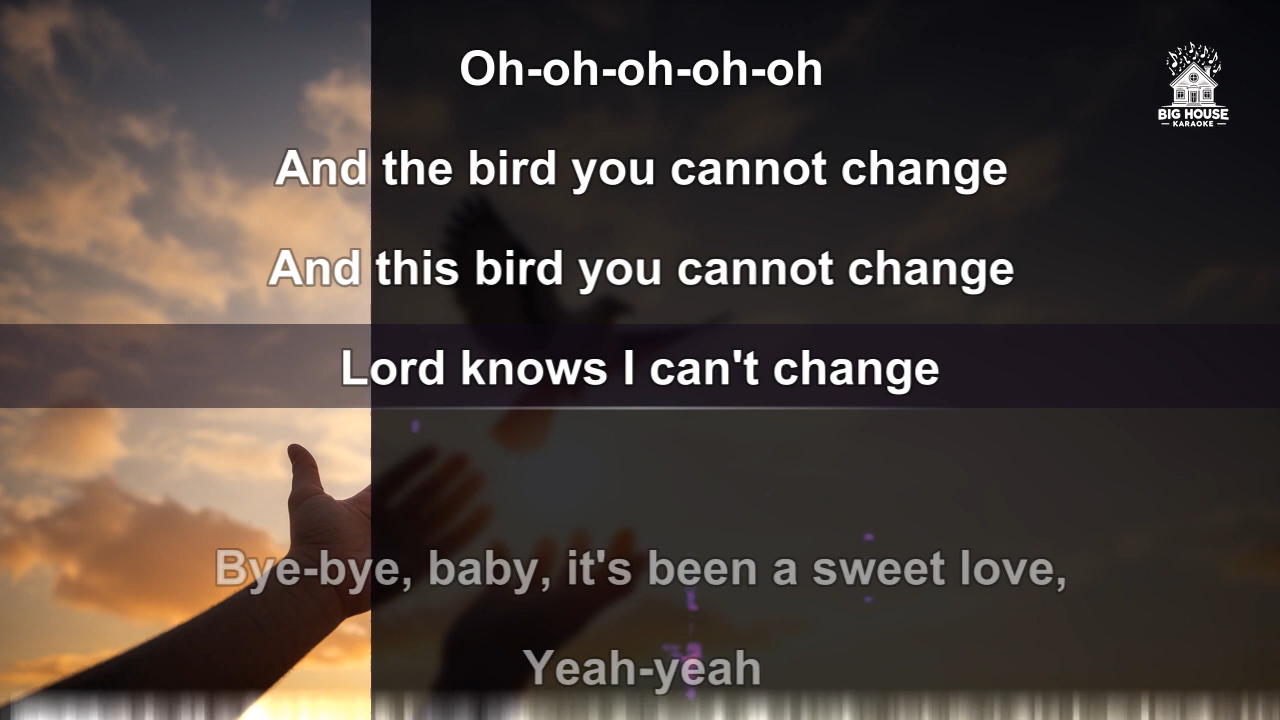 Oh-oh-oh-oh-oh
BIG HOUSE
KARAOKE
And the bird you cannot change
And this bird you cannot change
Lord knows I can't change
Bye-bye, baby, it's been a sweet love,
Yeah-yeah